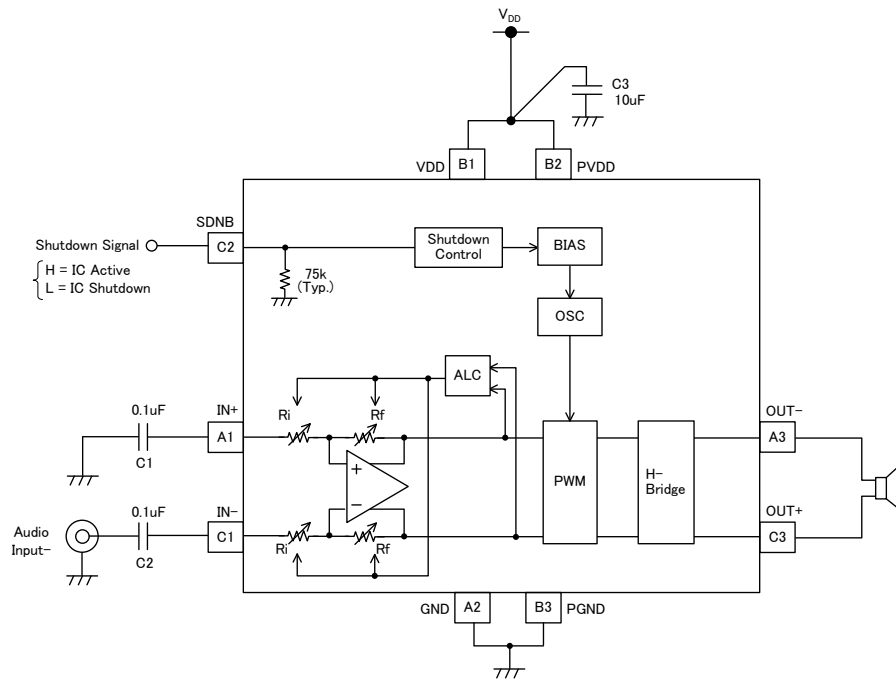 VDD
C3
10uF
VDD
B1
B2
PVDD
SDNB
Shutdown Signal
C2
H = IC Active
L = IC Shutdown
75k
(Typ.)
Shutdown
Control
BIAS
OSC
ALC
0.1uF
IN+
Ri
Rf
OUT-
A1
A3
C1
+
PWM
H-
Bridge
−
0.1uF
IN-
OUT+
Audio
Input-
C1
Ri
Rf
C3
C2
GND
A2
B3
PGND